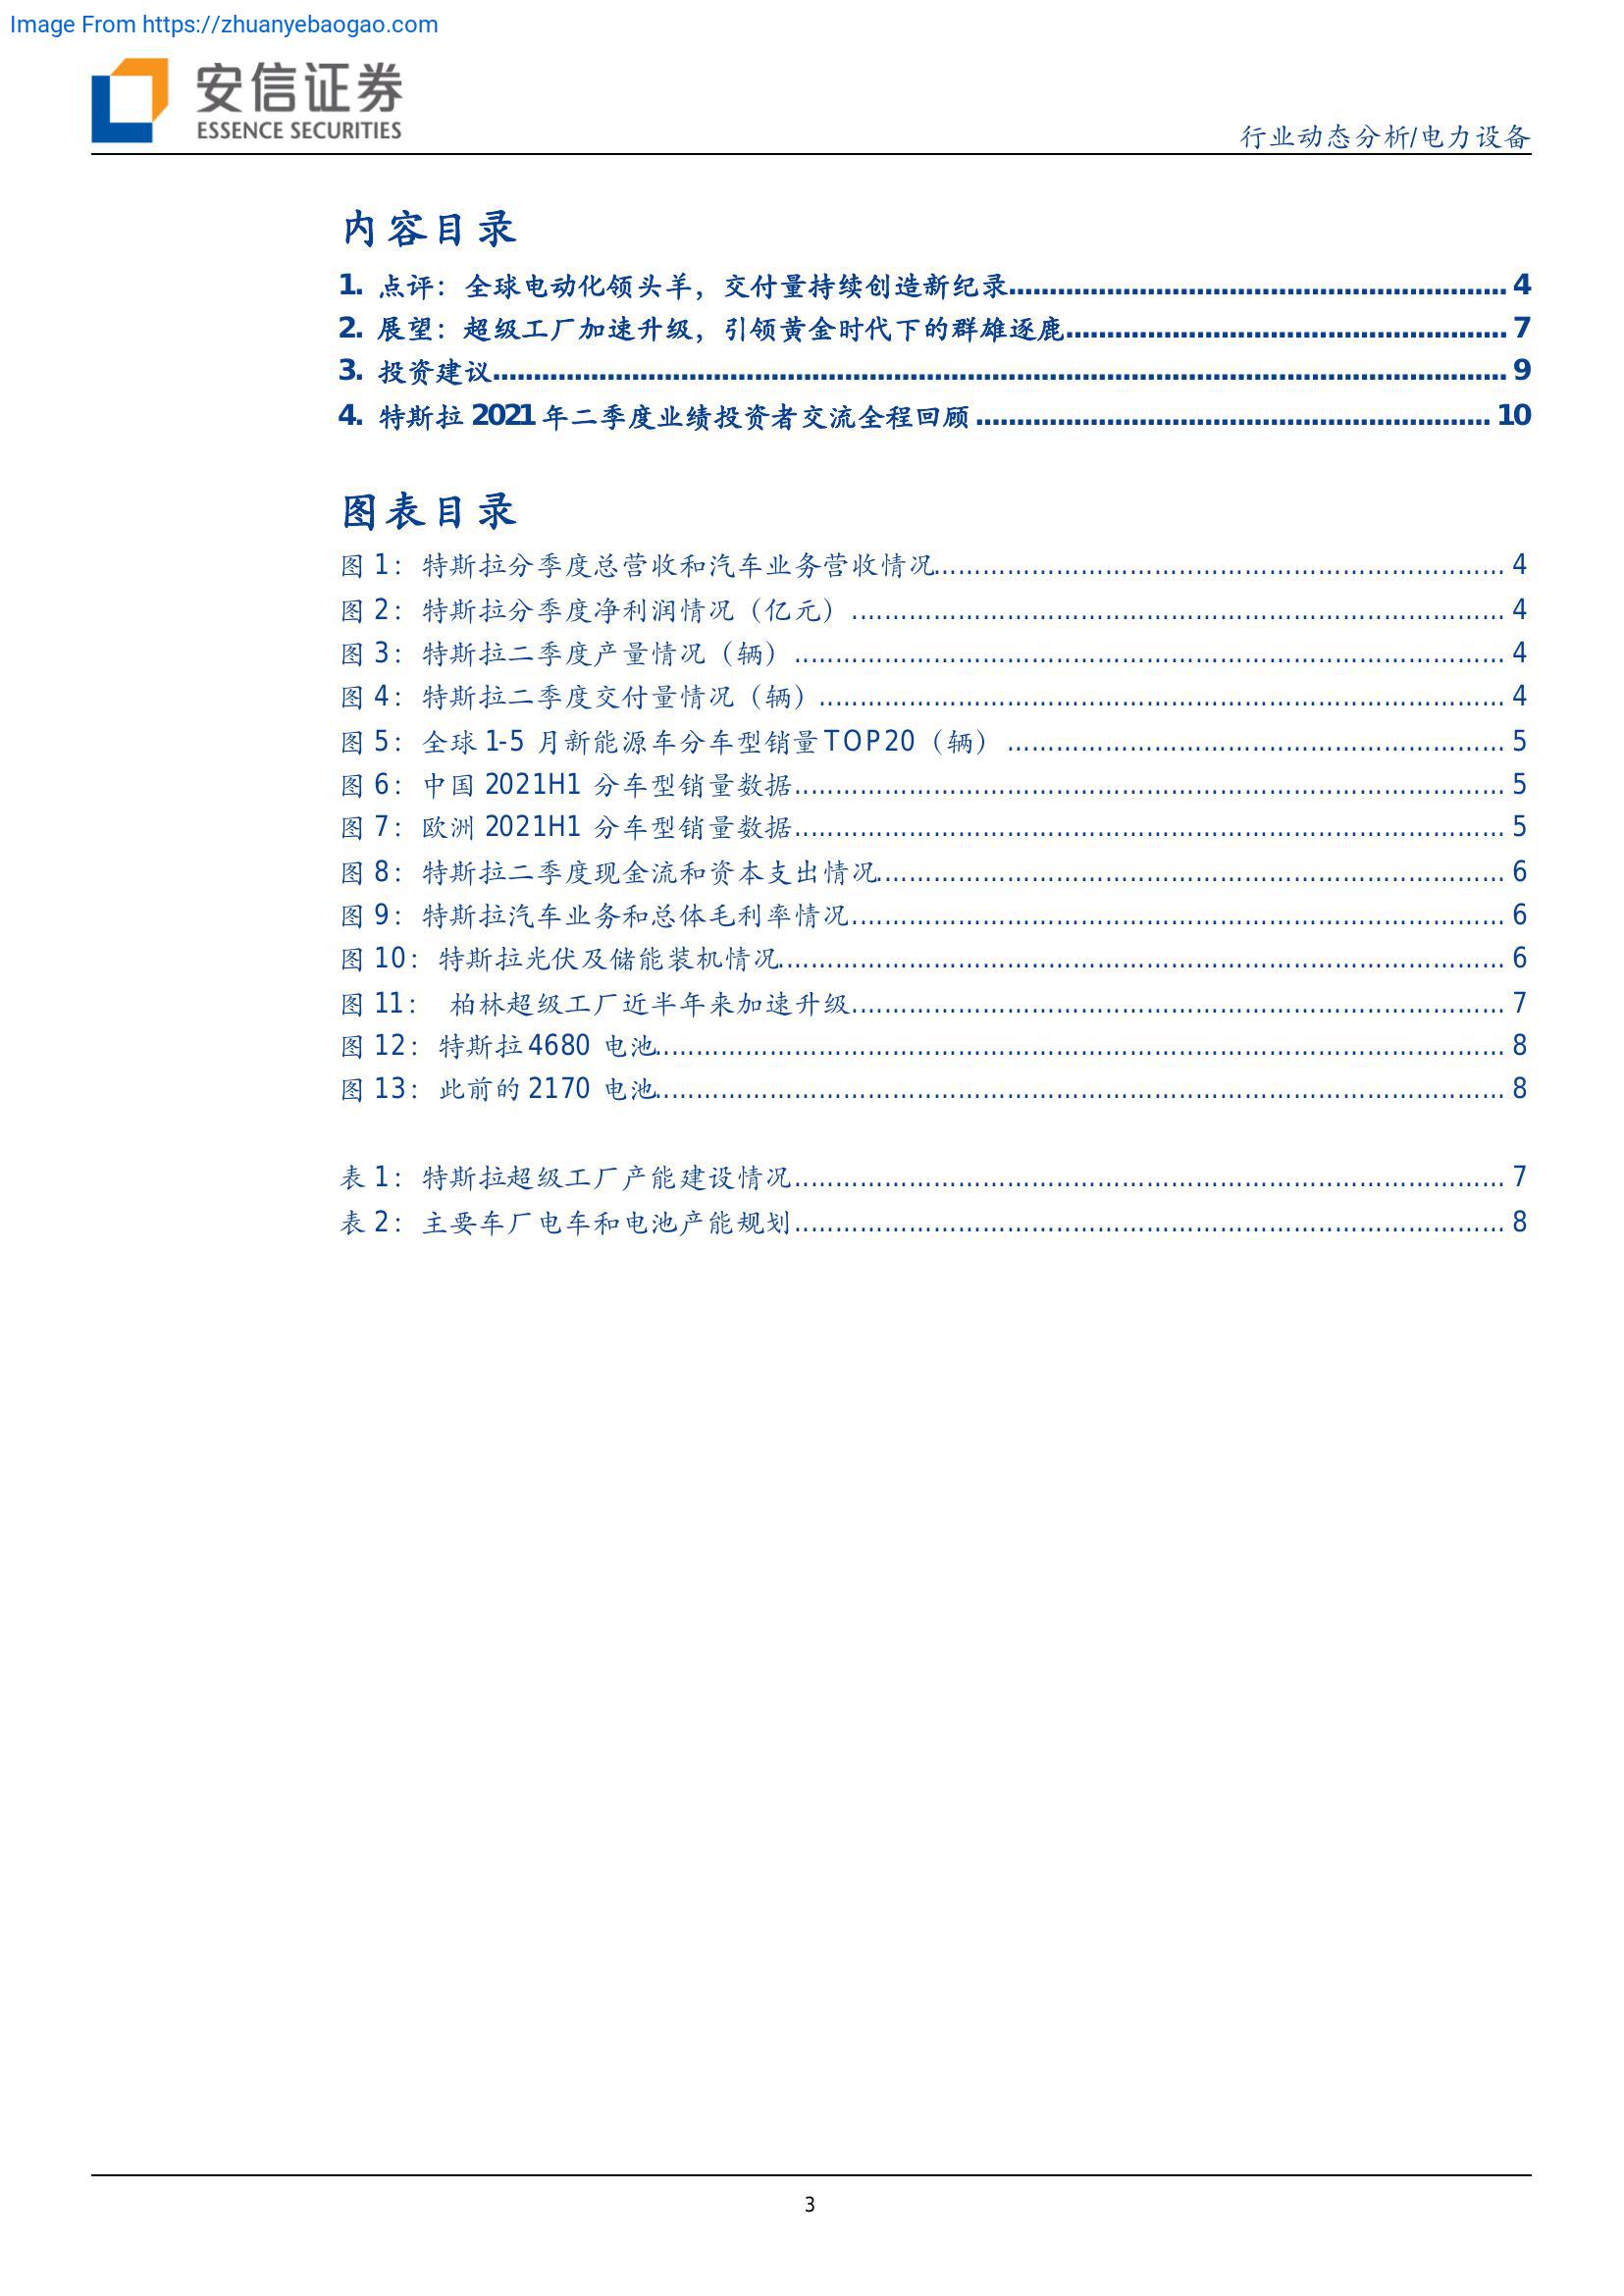 Image From https://zhuanyebaogao.com
安信证券
ESSENCE SECURITIES
行业动态分析/电力设备
内容目录
1. 点评：全球电动化领头羊，交付量持续创造新纪录 4
2. 展望：超级工厂加速升级，引领黄金时代下的群雄逐鹿 7
3. 投资建议 9
4. 特斯拉 2021 年二季度业绩投资者交流全程回顾 10
图表目录
图 1：特斯拉分季度总营收和汽车业务营收情况 4
图 2：特斯拉分季度净利润情况（亿元） 4
图 3：特斯拉二季度产量情况（辆） 4
图 4：特斯拉二季度交付量情况（辆） 4
图 5：全球 1-5 月新能源车分车型销量 TOP20（辆） 5
图 6：中国 2021H1 分车型销量数据 5
图 7：欧洲 2021H1 分车型销量数据 5
图 8：特斯拉二季度现金流和资本支出情况 6
图 9：特斯拉汽车业务和总体毛利率情况 6
图 10：特斯拉光伏及储能装机情况 6
图 11： 柏林超级工厂近半年来加速升级 7
图 12：特斯拉 4680 电池 8
图 13：此前的 2170 电池 8
表 1：特斯拉超级工厂产能建设情况 7
表 2：主要车厂电车和电池产能规划 8
3